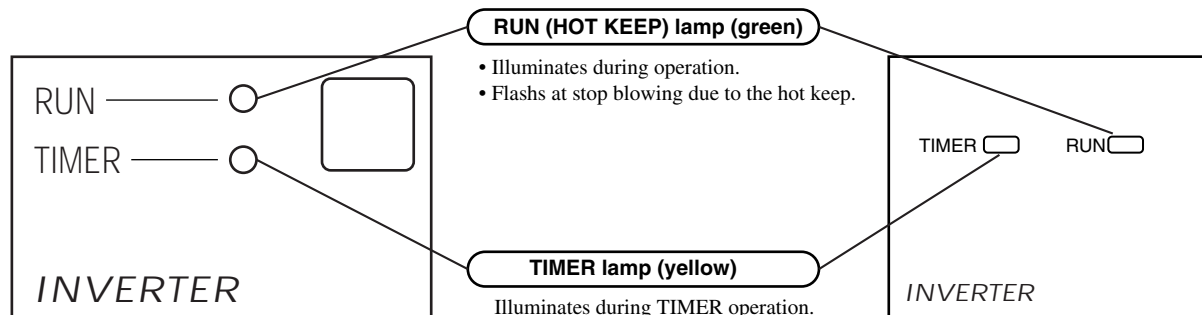 RUN (HOT KEEP) lamp (green)
• Illuminates during operation.
• Flashs at stop blowing due to the hot keep.
RUN
TIMER
INVERTER
TIMER
RUN
INVERTER
TIMER lamp (yellow)
Illuminates during TIMER operation.